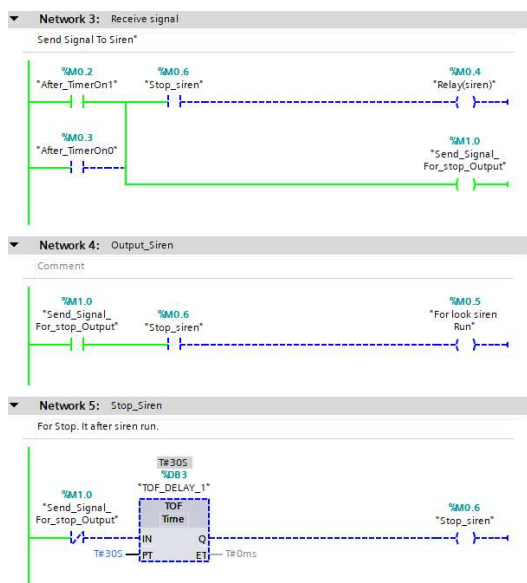 Network 3: Receive signal
Send Signal To Siren"
%M0.2
"After_TimerOn1"
%M0.6
"Stop_siren"
%M0.4
"Relay(siren)"
%M0.3
"After_TimerOn0"
%M1.0
"Send_Signal_
For_stop_Output"
Network 4: Output_Siren
Comment
%M1.0
"Send_Signal_
For_stop_Output"
%M0.6
"Stop_siren"
%M0.5
"For look siren
Run"
Network 5: Stop_Siren
For Stop. It after siren run.
T#30S
%DB3
"TOF_DELAY_1"
%M1.0
"Send_Signal_
For_stop_Output"
TOF
Time
%M0.6
"Stop_siren"
IN Q
T#30S PT ET T#0ms